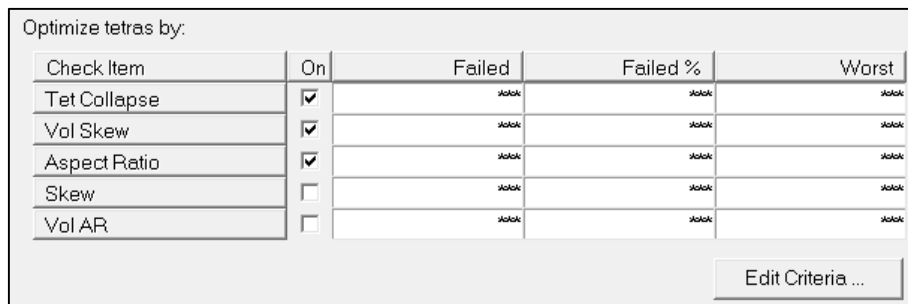 Optimize tetras by:
Check Item On Failed Failed % Worst
Tet Collapse *** *** ***
Vol Skew *** *** ***
Aspect Ratio *** *** ***
Skew *** *** ***
Vol AR *** *** ***
Edit Criteria ...